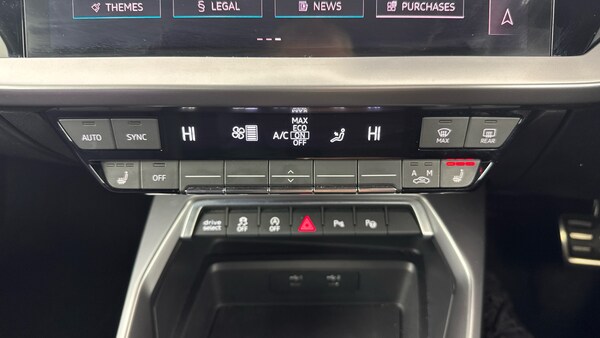 THEMES
§ LEGAL
NEWS
PURCHASES
AUTO
SYNC
HI
A/C
MAX
ECO
ON
OFF
HI
MAX
REAR
OFF
A M
drive
select
OFF
OFF
P
P